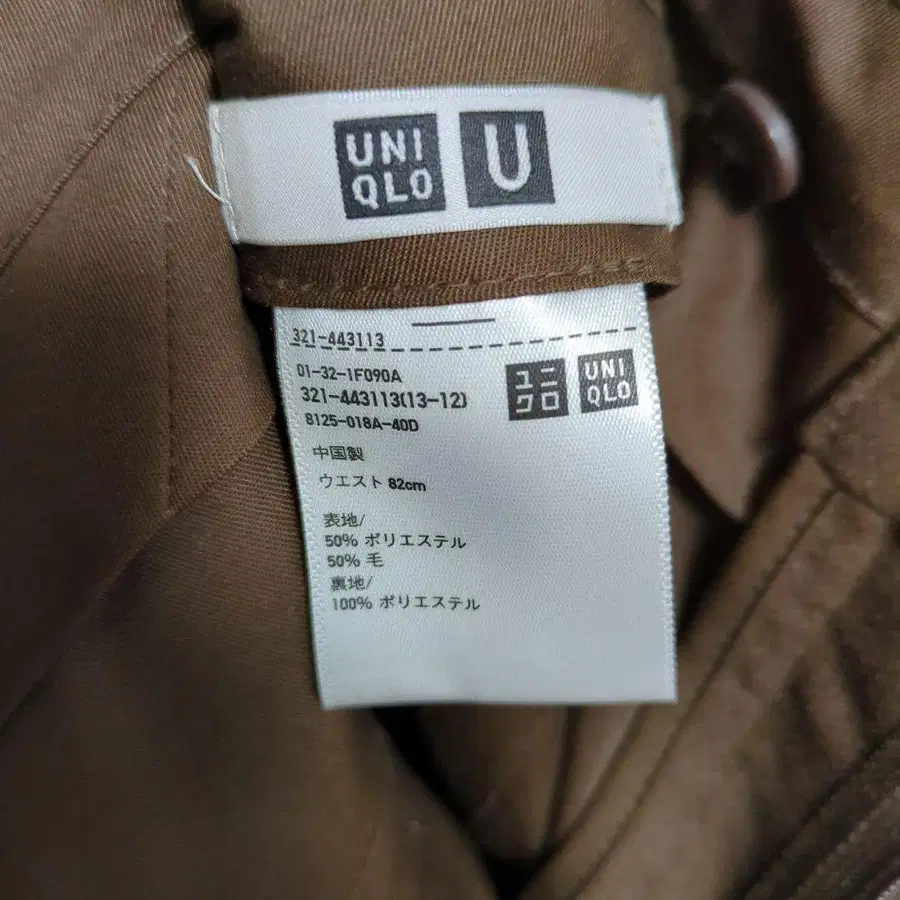 UNI
QLO
U
321-443113
01-32-1F090A
321-443113(13-12)
8125-018A-40D
ユニ
クロ
UNI
QLO
中国製
ウエスト 82cm
表地/
50% ポリエステル
50% 毛
裏地/
100% ポリエステル